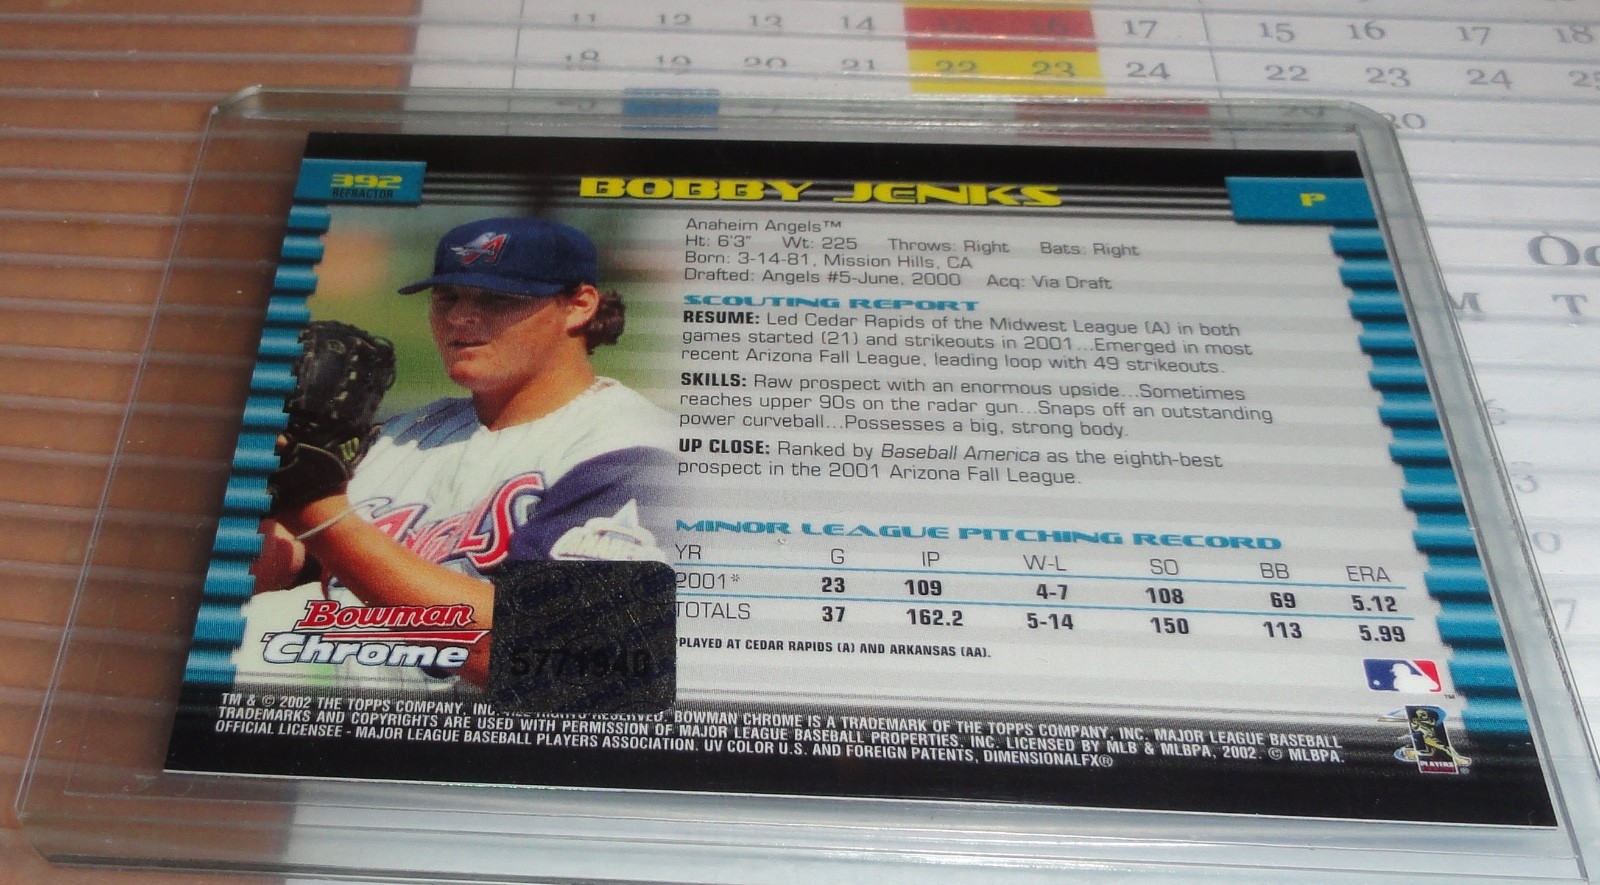 11 12 13 14 15 16 17 15 16 17 18
18 19 20 21 22 23 24 22 23 24
392
REFRACTOR
BOBBY JENKS
P
Anaheim Angels™
Ht: 6'3" Wt: 225 Throws: Right Bats: Right
Born: 3-14-81, Mission Hills, CA
Drafted: Angels #5-June, 2000 Acq: Via Draft
SCOUTING REPORT
RESUME: Led Cedar Rapids of the Midwest League (A) in both
games started (21) and strikeouts in 2001...Emerged in most
recent Arizona Fall League, leading loop with 49 strikeouts.
SKILLS: Raw prospect with an enormous upside...Sometimes
reaches upper 90s on the radar gun...Snaps off an outstanding
power curveball...Possesses a big, strong body.
UP CLOSE: Ranked by Baseball America as the eighth-best
prospect in the 2001 Arizona Fall League.
MINOR LEAGUE PITCHING RECORD
YR G IP W-L SO BB ERA
2001* 23 109 4-7 108 69 5.12
TOTALS 37 162.2 5-14 150 113 5.99
*PLAYED AT CEDAR RAPIDS (A) AND ARKANSAS (AA).
A
ANGELS
Bowman
Chrome
TM & © 2002 THE TOPPS COMPANY, INC. ALL RIGHTS RESERVED. BOWMAN CHROME IS A TRADEMARK OF THE TOPPS COMPANY, INC. MAJOR LEAGUE BASEBALL
TRADEMARKS AND COPYRIGHTS ARE USED WITH PERMISSION OF MAJOR LEAGUE BASEBALL PROPERTIES, INC. LICENSED BY MLB & MLBPA, 2002. © MLBPA.
OFFICIAL LICENSEE - MAJOR LEAGUE BASEBALL PLAYERS ASSOCIATION. UV COLOR U.S. AND FOREIGN PATENTS, DIMENSIONALFX®
PLAYERS
M T